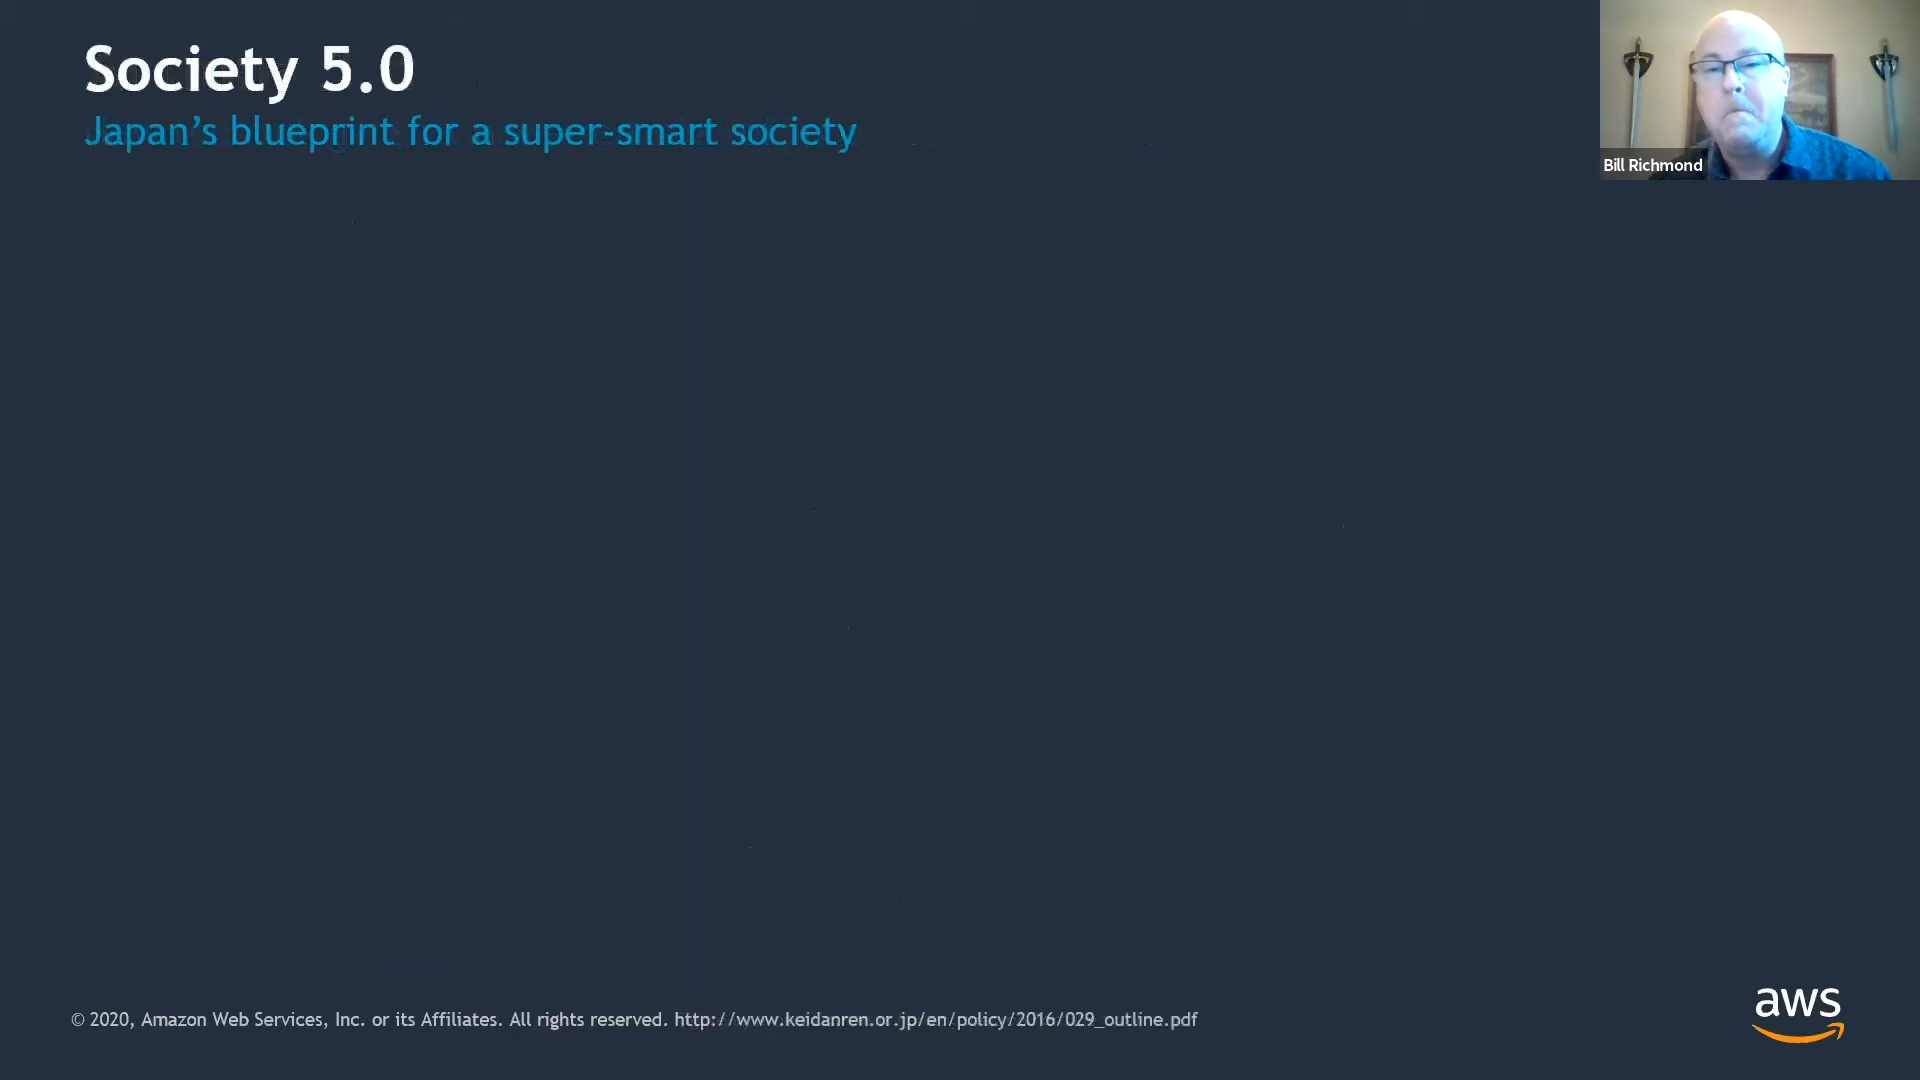 Society 5.0
Japan’s blueprint for a super-smart society
Bill Richmond
© 2020, Amazon Web Services, Inc. or its Affiliates. All rights reserved. http://www.keidanren.or.jp/en/policy/2016/029_outline.pdf
aws